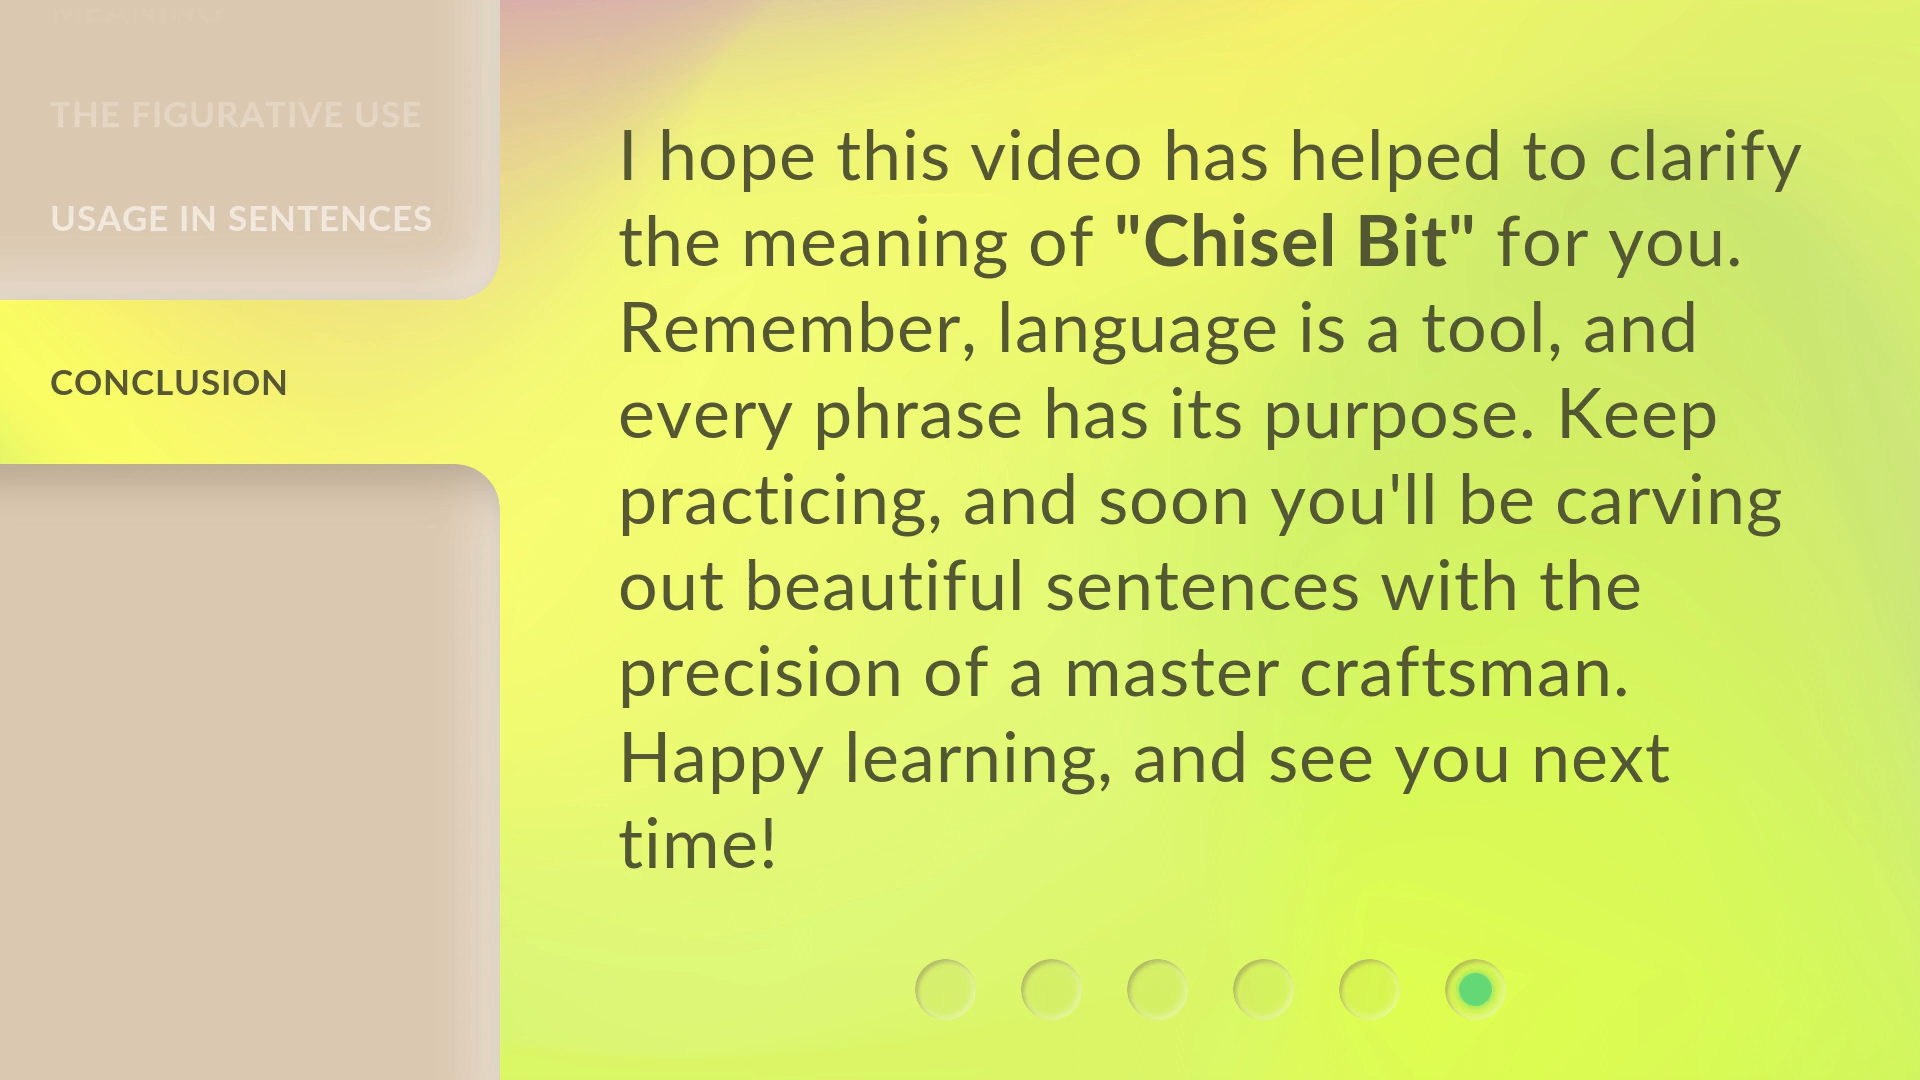 THE FIGURATIVE USE
USAGE IN SENTENCES
CONCLUSION
I hope this video has helped to clarify
the meaning of "Chisel Bit" for you.
Remember, language is a tool, and
every phrase has its purpose. Keep
practicing, and soon you'll be carving
out beautiful sentences with the
precision of a master craftsman.
Happy learning, and see you next
time!